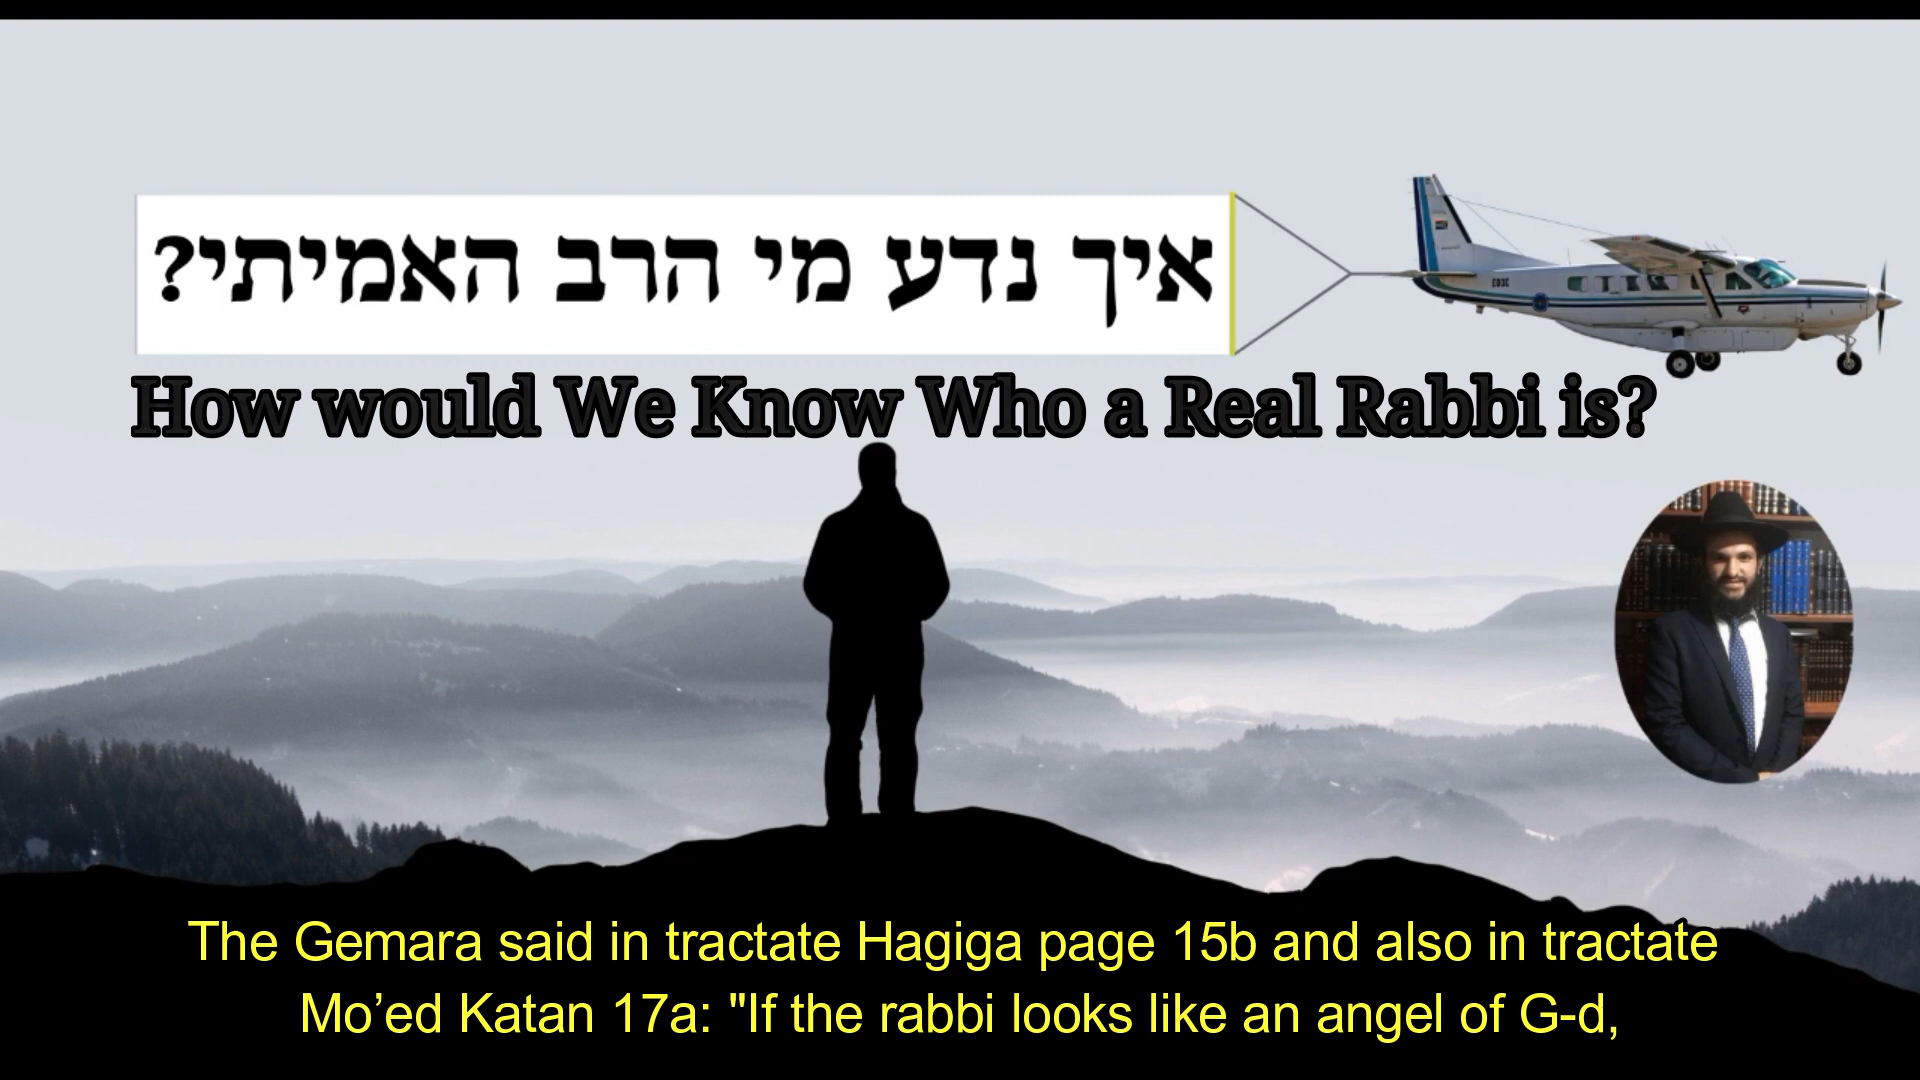 איך נדע מי הרב האמיתי?
How would We Know Who a Real Rabbi is?
The Gemara said in tractate Hagiga page 15b and also in tractate
Mo’ed Katan 17a: "If the rabbi looks like an angel of G-d,